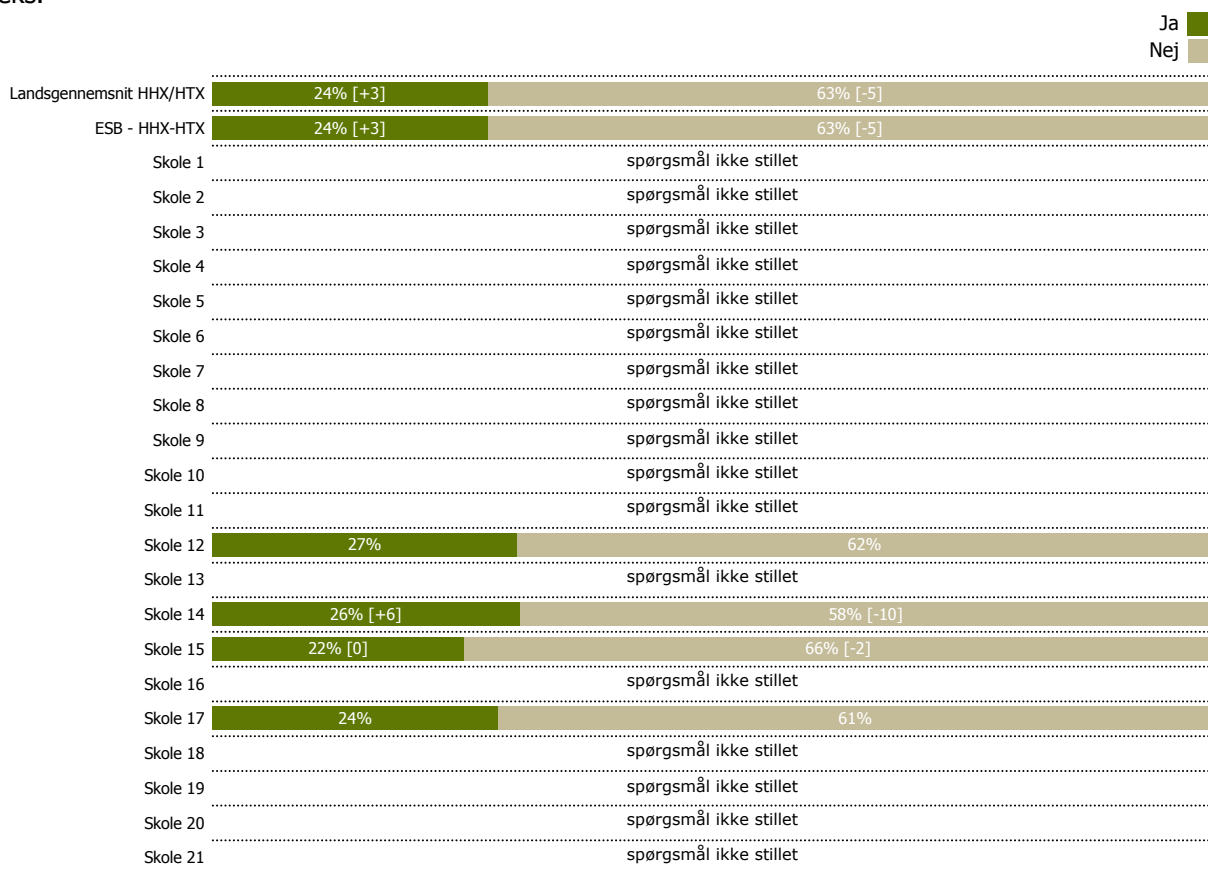 Ja
Nej
Landsgennemsnit HHX/HTX 24% [+3] 63% [-5]
ESB - HHX-HTX 24% [+3] 63% [-5]
Skole 1 spørgsmål ikke stillet
Skole 2 spørgsmål ikke stillet
Skole 3 spørgsmål ikke stillet
Skole 4 spørgsmål ikke stillet
Skole 5 spørgsmål ikke stillet
Skole 6 spørgsmål ikke stillet
Skole 7 spørgsmål ikke stillet
Skole 8 spørgsmål ikke stillet
Skole 9 spørgsmål ikke stillet
Skole 10 spørgsmål ikke stillet
Skole 11 spørgsmål ikke stillet
Skole 12 27% 62%
Skole 13 spørgsmål ikke stillet
Skole 14 26% [+6] 58% [-10]
Skole 15 22% [0] 66% [-2]
Skole 16 spørgsmål ikke stillet
Skole 17 24% 61%
Skole 18 spørgsmål ikke stillet
Skole 19 spørgsmål ikke stillet
Skole 20 spørgsmål ikke stillet
Skole 21 spørgsmål ikke stillet